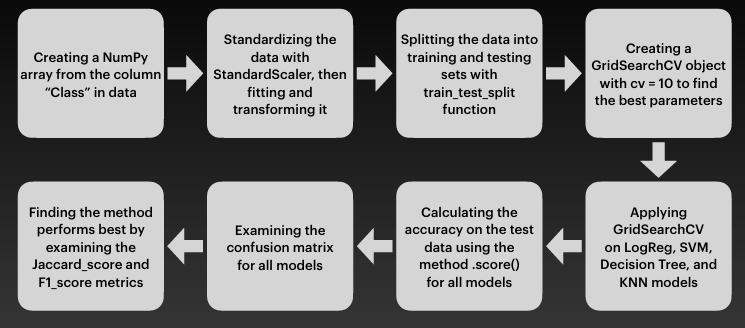 Creating a NumPy
array from the column
“Class” in data
Standardizing the
data with
StandardScaler, then
fitting and
transforming it
Splitting the data into
training and testing
sets with
train_test_split
function
Creating a
GridSearchCV object
with cv = 10 to find
the best parameters
Applying
GridSearchCV
on LogReg, SVM,
Decision Tree, and
KNN models
Calculating the
accuracy on the test
data using the
method .score()
for all models
Examining the
confusion matrix
for all models
Finding the method
performs best by
examining the
Jaccard_score and
F1_score metrics